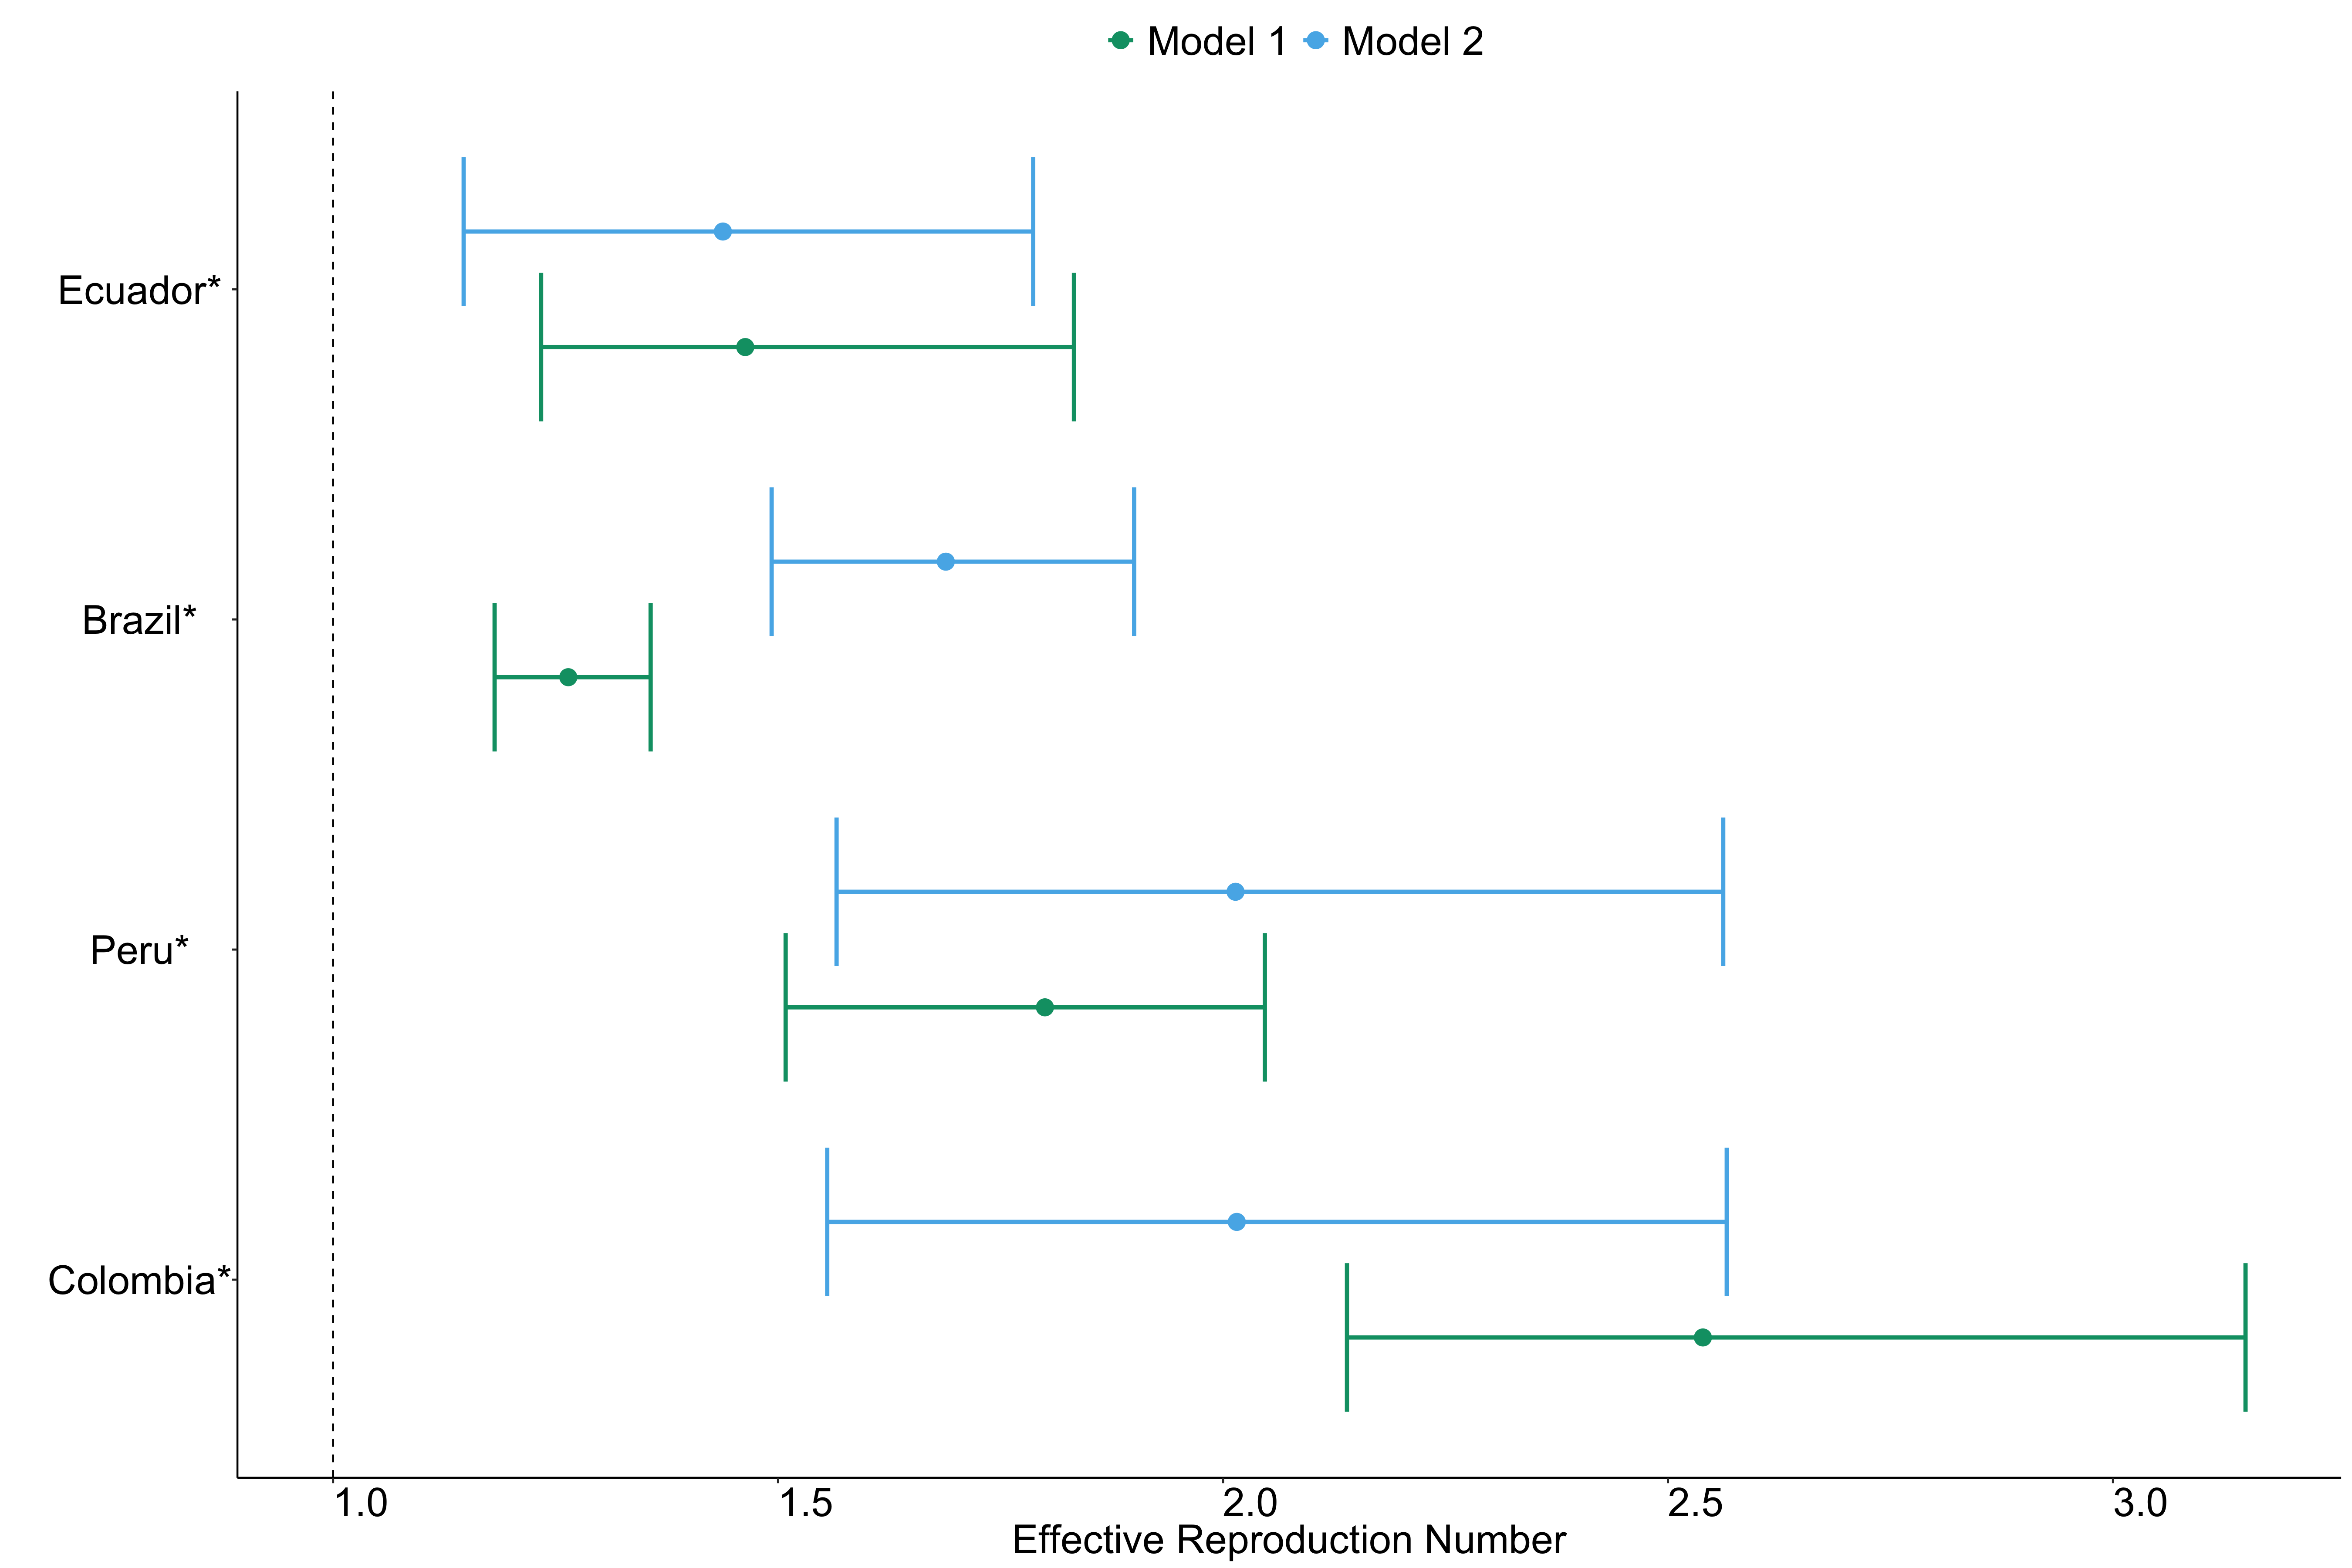 Model 1 Model 2
Ecuador*
Brazil*
Peru*
Colombia*
1.0 1.5 2.0 2.5 3.0
Effective Reproduction Number